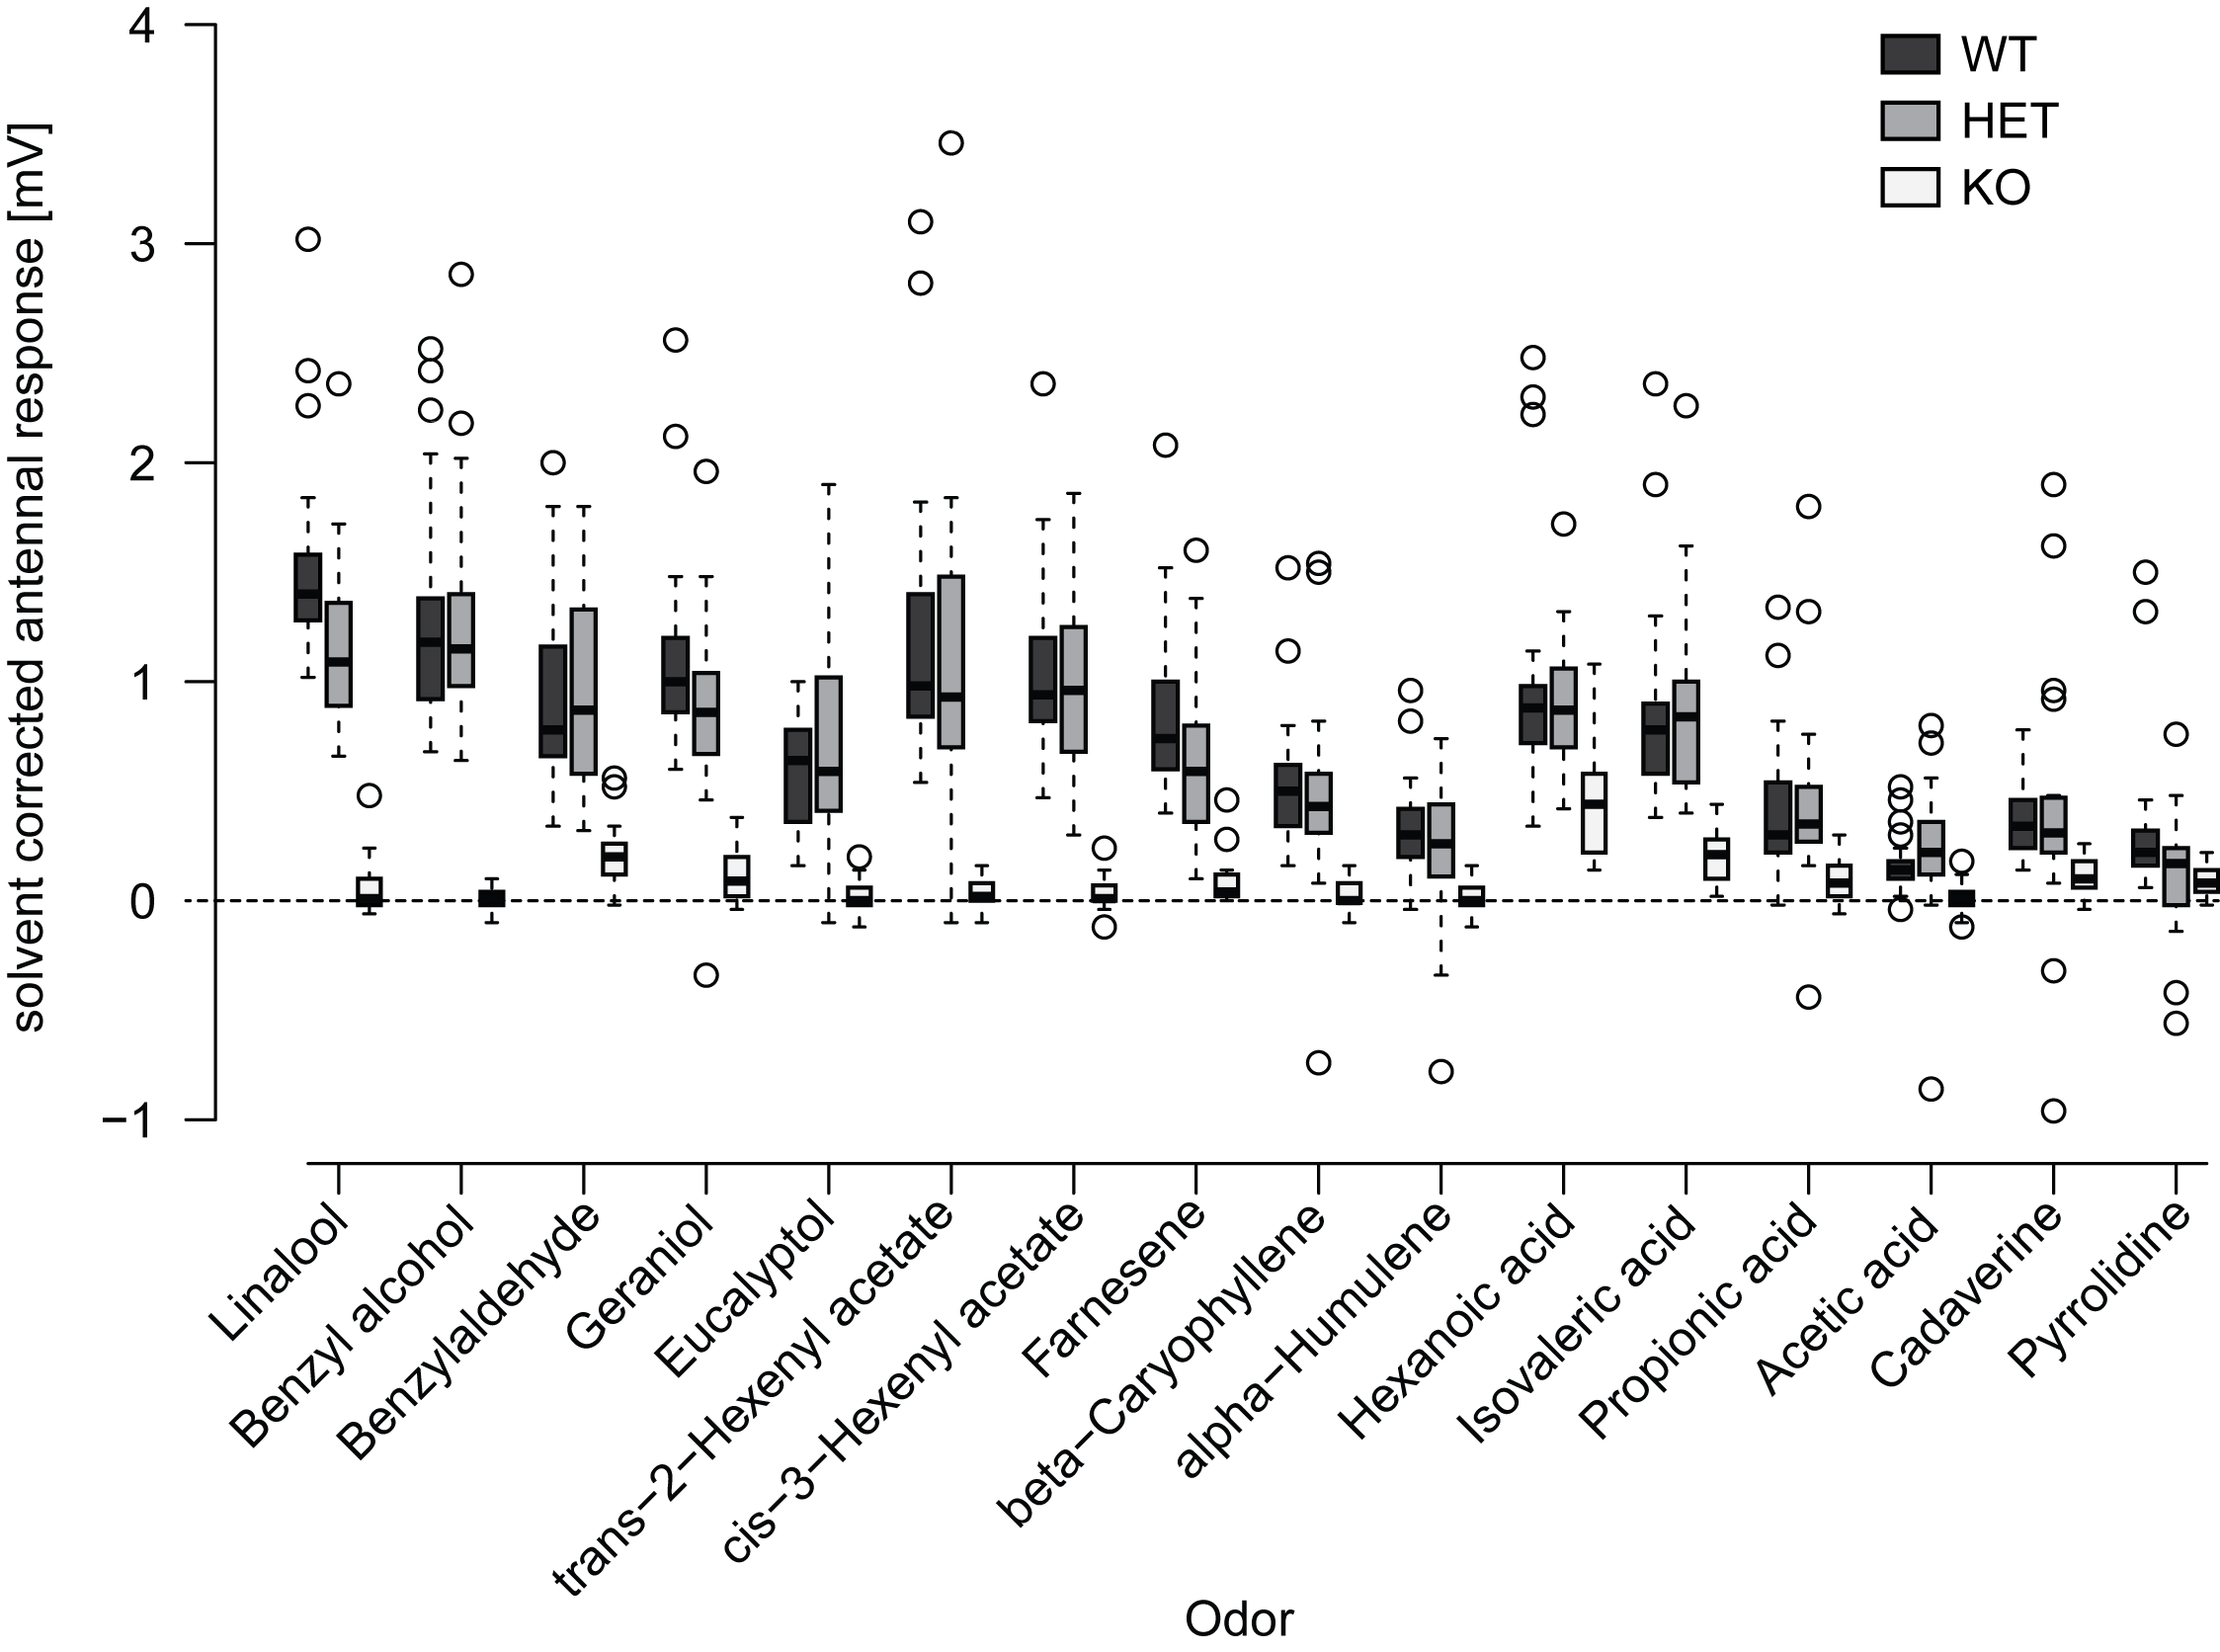 solvent corrected antennal response [mV]
4
3
2
1
0
−1
WT
HET
KO
Linalool
Benzyl alcohol
Benzylaldehyde
Geraniol
Eucalyptol
trans−2−Hexenyl acetate
cis−3−Hexenyl acetate
Farnesene
beta−Caryophyllene
alpha−Humulene
Hexanoic acid
Isovaleric acid
Propionic acid
Acetic acid
Cadaverine
Pyrrolidine
Odor